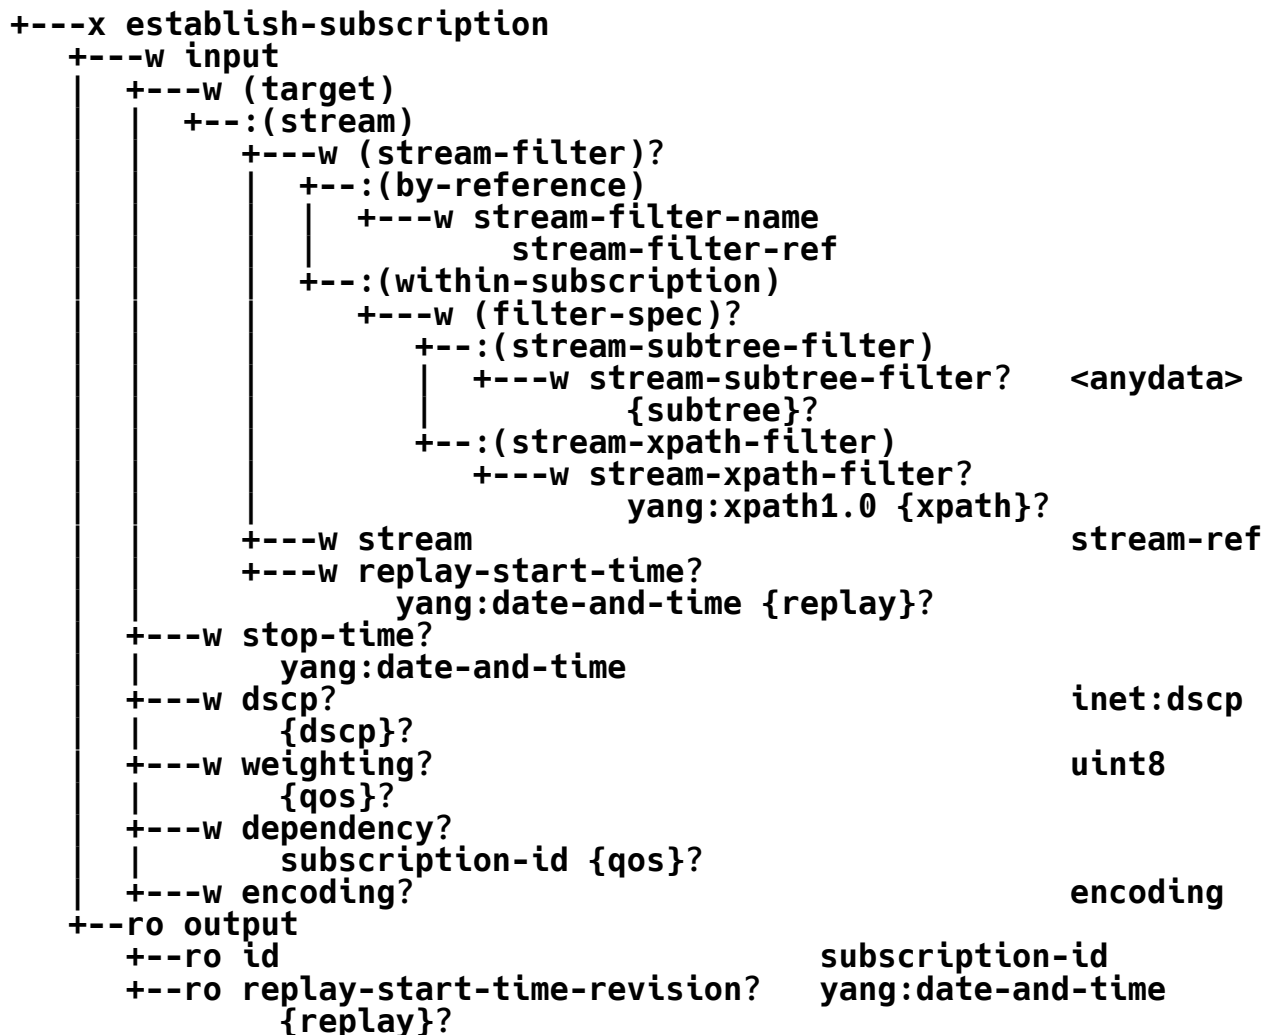 +---x establish-subscription
   +---w input
   |  +---w (target)
   |  |  +--:(stream)
   |  |     +---w (stream-filter)?
   |  |     |  +--:(by-reference)
   |  |     |  |  +---w stream-filter-name
   |  |     |  |          stream-filter-ref
   |  |     |  +--:(within-subscription)
   |  |     |     +---w (filter-spec)?
   |  |     |        +--:(stream-subtree-filter)
   |  |     |        |  +---w stream-subtree-filter?   <anydata>
   |  |     |        |          {subtree}?
   |  |     |        +--:(stream-xpath-filter)
   |  |     |           +---w stream-xpath-filter?
   |  |     |                   yang:xpath1.0 {xpath}?
   |  |     +---w stream                               stream-ref
   |  |     +---w replay-start-time?
   |  |             yang:date-and-time {replay}?
   |  +---w stop-time?
   |  |       yang:date-and-time
   |  +---w dscp?                                      inet:dscp
   |  |       {dscp}?
   |  +---w weighting?                                 uint8
   |  |       {qos}?
   |  +---w dependency?
   |  |       subscription-id {qos}?
   |  +---w encoding?                                  encoding
   +--ro output
      +--ro id                            subscription-id
      +--ro replay-start-time-revision?   yang:date-and-time
              {replay}?